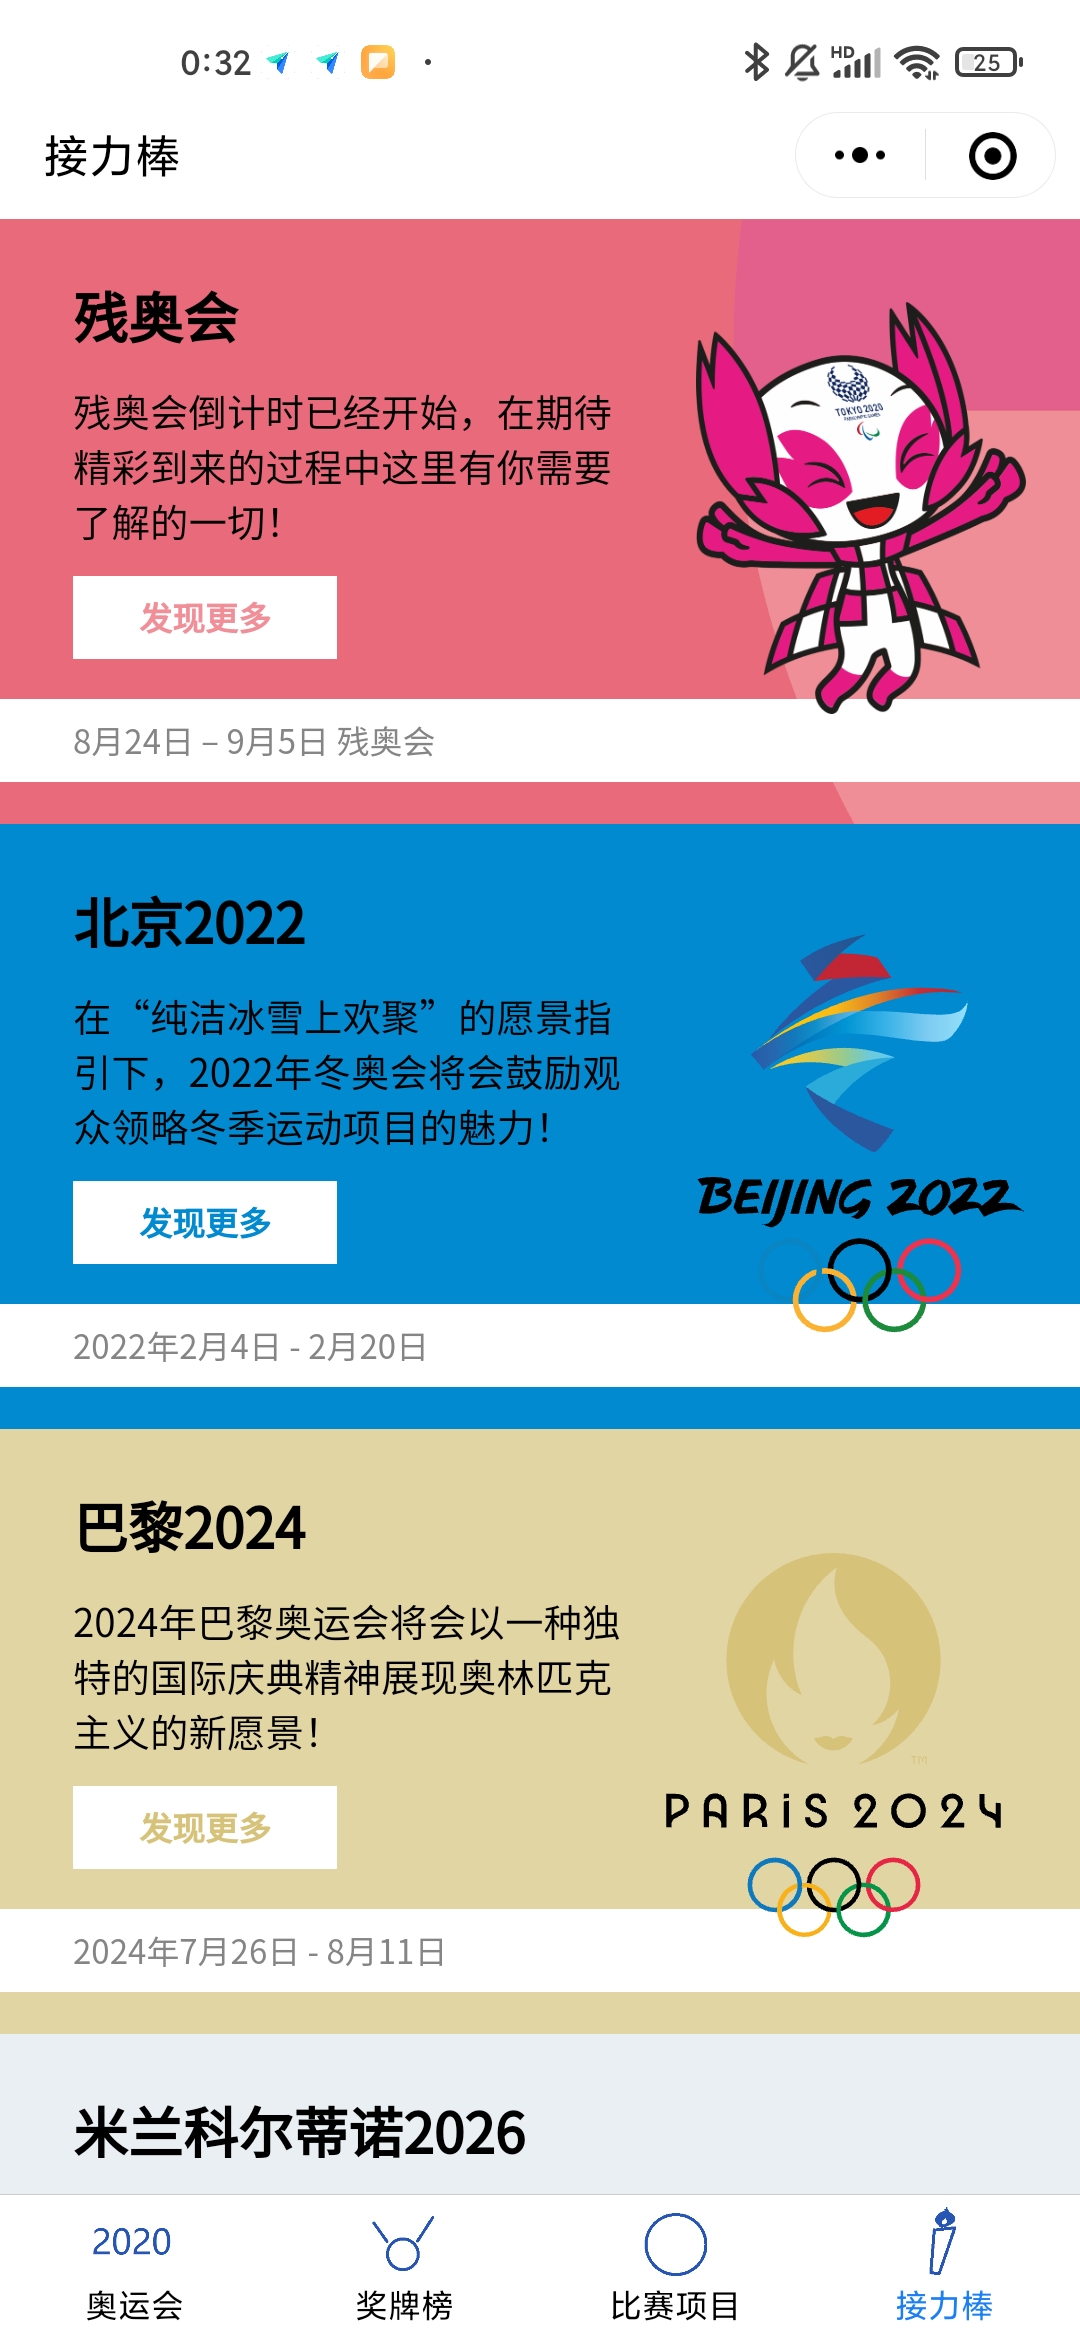 0:32
HD
25
接力棒
残奥会
TOKYO 2020
PARALYMPIC GAMES
残奥会倒计时已经开始，在期待
精彩到来的过程中这里有你需要
了解的一切！
发现更多
8月24日 – 9月5日 残奥会
北京2022
在“纯洁冰雪上欢聚”的愿景指
引下，2022年冬奥会将会鼓励观
众领略冬季运动项目的魅力！
发现更多
BEIJING 2022
2022年2月4日 - 2月20日
巴黎2024
2024年巴黎奥运会将会以一种独
特的国际庆典精神展现奥林匹克
主义的新愿景！
TM
PARiS 2024
发现更多
2024年7月26日 - 8月11日
米兰科尔蒂诺2026
2020
奥运会
奖牌榜
比赛项目
接力棒